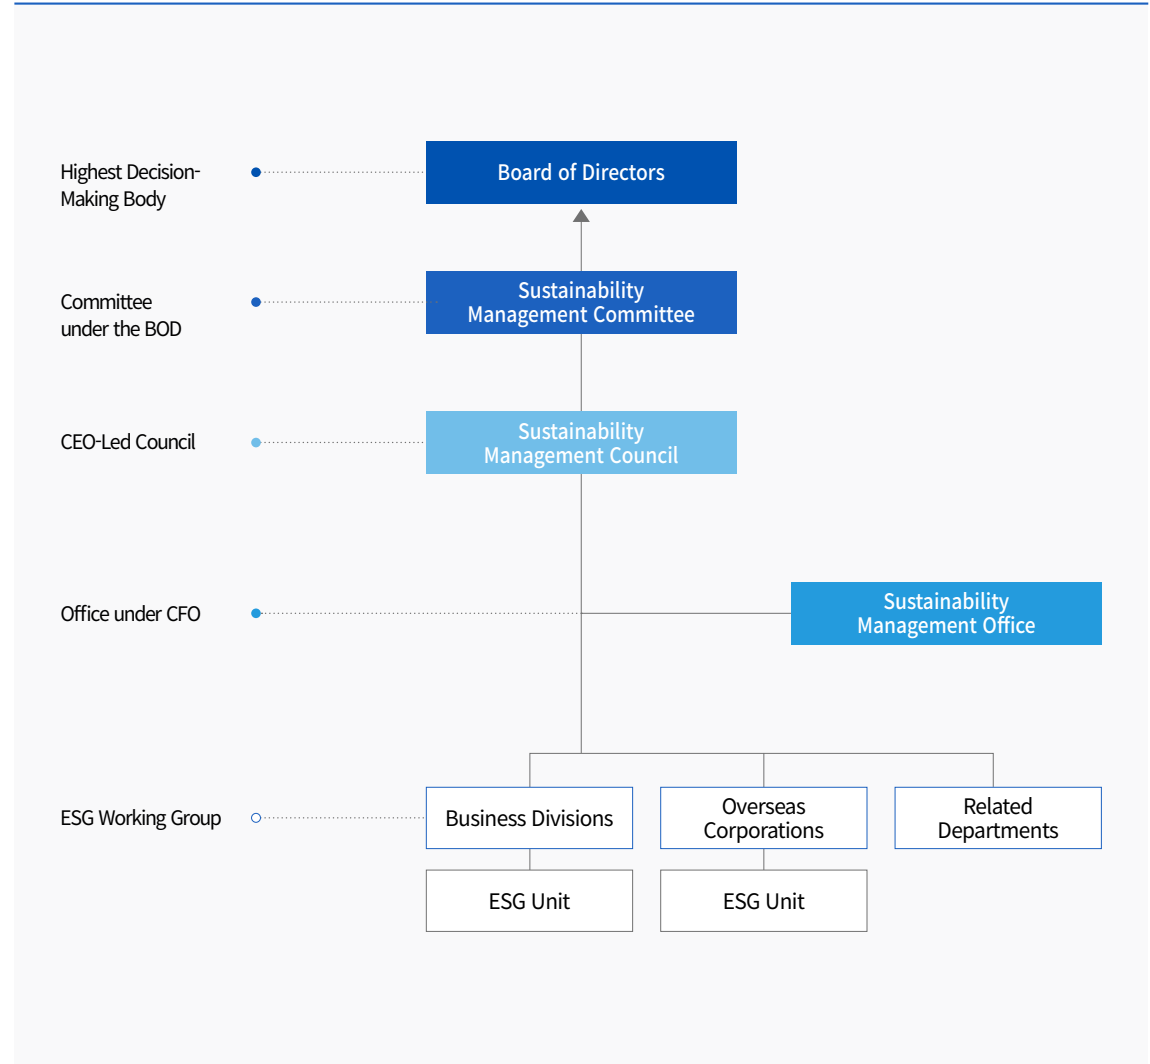 Highest Decision-
Making Body
Board of Directors
Committee
under the BOD
Sustainability
Management Committee
CEO-Led Council
Sustainability
Management Council
Office under CFO
Sustainability
Management Office
ESG Working Group
Business Divisions
Overseas
Corporations
Related
Departments
ESG Unit
ESG Unit